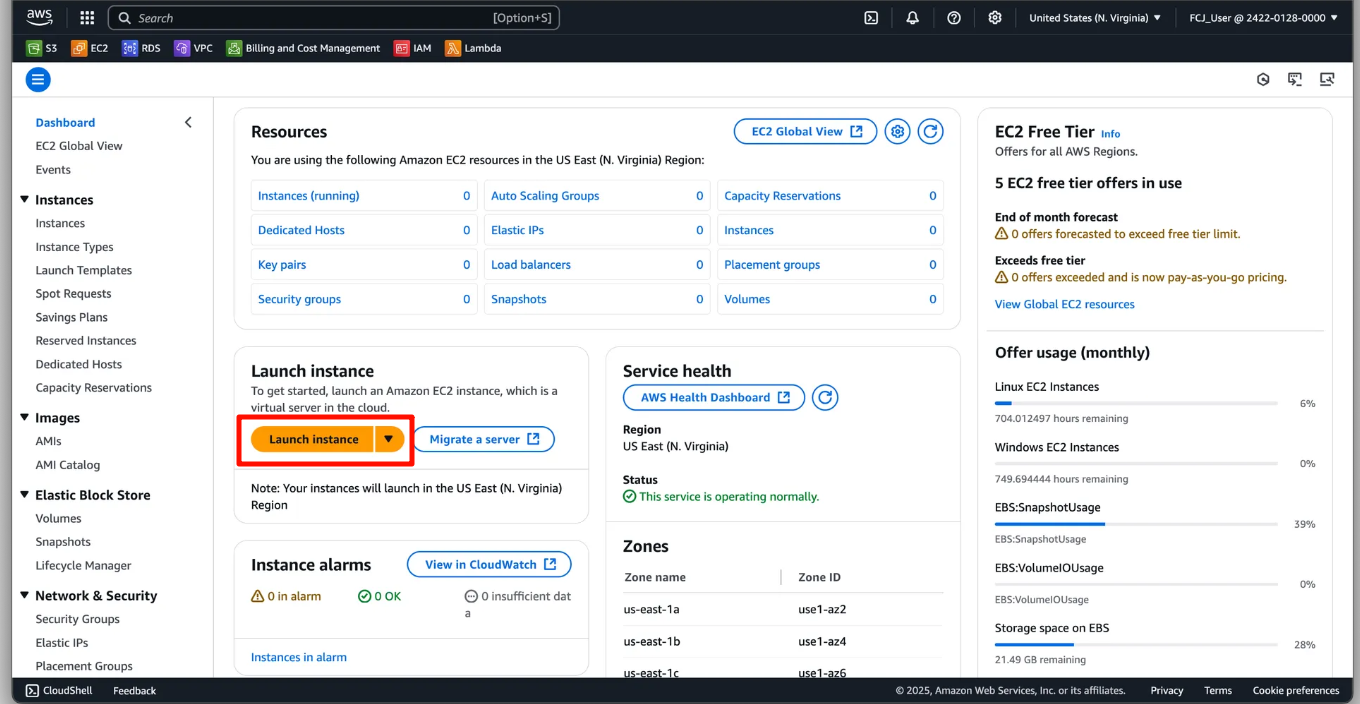 aws
Search [Option+S]
United States (N. Virginia)
FCJ_User @ 2422-0128-0000
S3
EC2
RDS
VPC
Billing and Cost Management
IAM
Lambda
Dashboard
EC2 Global View
Events
Instances
Instances
Instance Types
Launch Templates
Spot Requests
Savings Plans
Reserved Instances
Dedicated Hosts
Capacity Reservations
Images
AMIs
AMI Catalog
Elastic Block Store
Volumes
Snapshots
Lifecycle Manager
Network & Security
Security Groups
Elastic IPs
Placement Groups
Resources
EC2 Global View
You are using the following Amazon EC2 resources in the US East (N. Virginia) Region:
Instances (running) 0
Auto Scaling Groups 0
Capacity Reservations 0
Dedicated Hosts 0
Elastic IPs 0
Instances 0
Key pairs 0
Load balancers 0
Placement groups 0
Security groups 0
Snapshots 0
Volumes 0
Launch instance
To get started, launch an Amazon EC2 instance, which is a
virtual server in the cloud.
Launch instance
Migrate a server
Note: Your instances will launch in the US East (N. Virginia)
Region
Instance alarms
View in CloudWatch
0 in alarm
0 OK
0 insufficient dat
a
Instances in alarm
Service health
AWS Health Dashboard
Region
US East (N. Virginia)
Status
This service is operating normally.
Zones
Zone name Zone ID
us-east-1a use1-az2
us-east-1b use1-az4
us-east-1c use1-az6
EC2 Free Tier Info
Offers for all AWS Regions.
5 EC2 free tier offers in use
End of month forecast
0 offers forecasted to exceed free tier limit.
Exceeds free tier
0 offers exceeded and is now pay-as-you-go pricing.
View Global EC2 resources
Offer usage (monthly)
Linux EC2 Instances
6%
704.012497 hours remaining
Windows EC2 Instances
0%
749.694444 hours remaining
EBS:SnapshotUsage
39%
EBS:SnapshotUsage
EBS:VolumeIOUsage
0%
EBS:VolumeIOUsage
Storage space on EBS
28%
21.49 GB remaining
CloudShell
Feedback
© 2025, Amazon Web Services, Inc. or its affiliates.
Privacy
Terms
Cookie preferences